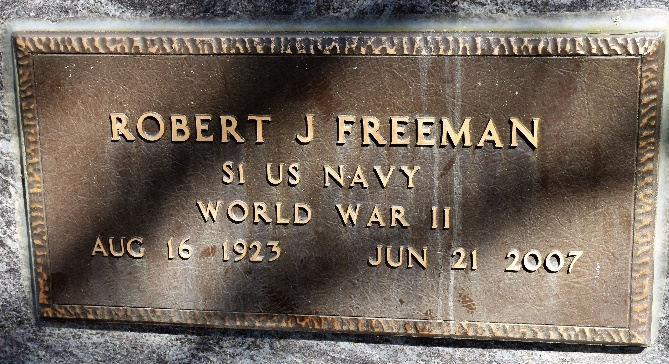 ROBERT J FREEMAN
S1 US NAVY
WORLD WAR II
AUG 16 1923 JUN 21 2007